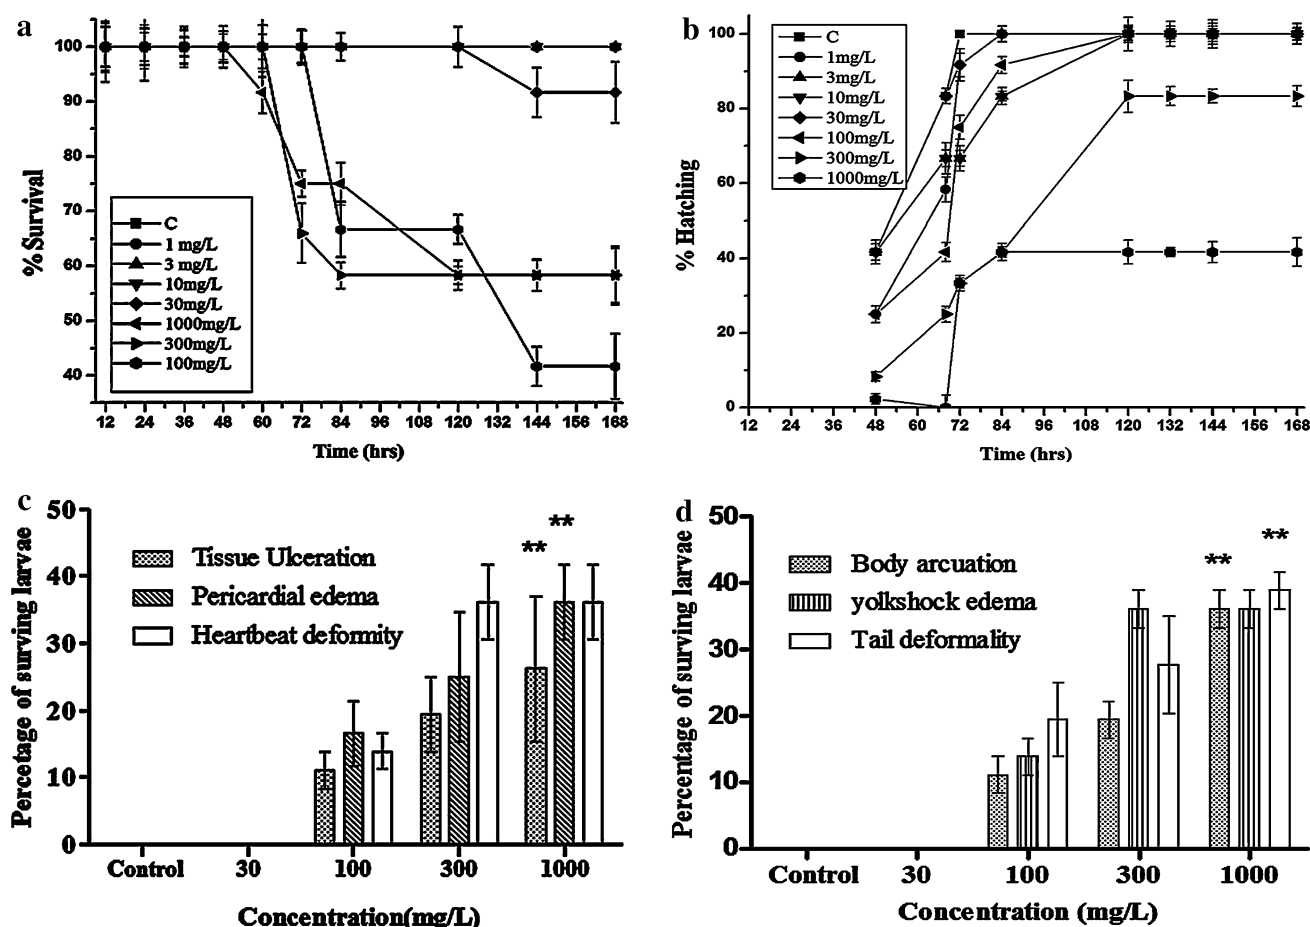 a
%Survival
100
90
80
70
60
50
40
C
1 mg/L
3 mg/L
10mg/L
30mg/L
1000mg/L
300mg/L
100mg/L
12 24 36 48 60 72 84 96 108 120 132 144 156 168
Time (hrs)
b
% Hatching
100
80
60
40
20
0
C
1mg/L
3mg/L
10mg/L
30mg/L
100mg/L
300mg/L
1000mg/L
12 24 36 48 60 72 84 96 108 120 132 144 156 168
Time (hrs)
c
Percetage of surving larvae
50
40
30
20
10
0
Tissue Ulceration
Pericardial edema
Heartbeat deformity
** **
Control 30 100 300 1000
Concentration(mg/L)
d
Percentage of surving larvae
50
40
30
20
10
0
Body arcuation
yolkshock edema
Tail deformality
** **
Control 30 100 300 1000
Concentration (mg/L)